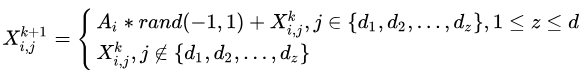 X_{i,j}^{k+1} = { A_i * rand(−1, 1) + X_{i,j}^k, j ∈ {d_1, d_2, . . . , d_z}, 1 ≤ z ≤ d
X_{i,j}^k, j ∉ {d_1, d_2, . . . , d_z}